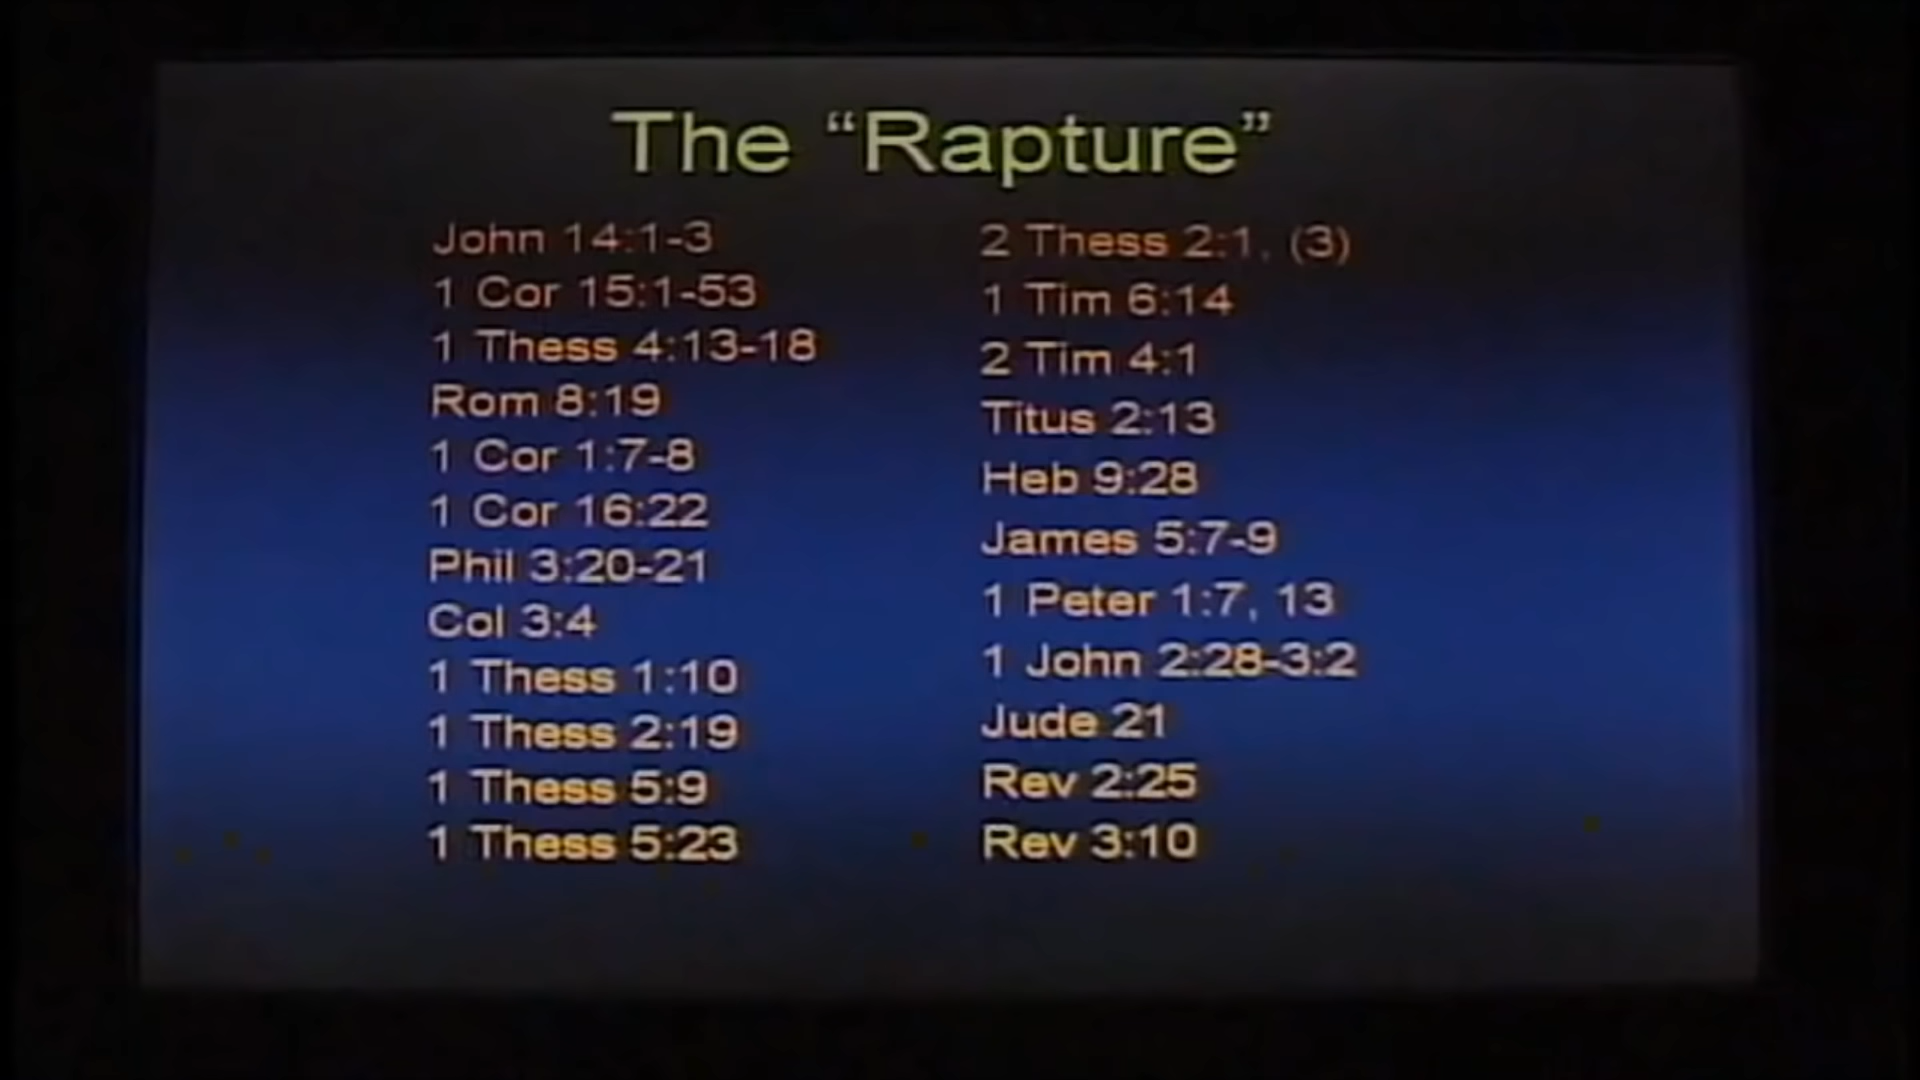 The “Rapture”
John 14:1-3
1 Cor 15:1-53
1 Thess 4:13-18
Rom 8:19
1 Cor 1:7-8
1 Cor 16:22
Phil 3:20-21
Col 3:4
1 Thess 1:10
1 Thess 2:19
1 Thess 5:9
1 Thess 5:23
2 Thess 2:1, (3)
1 Tim 6:14
2 Tim 4:1
Titus 2:13
Heb 9:28
James 5:7-9
1 Peter 1:7, 13
1 John 2:28-3:2
Jude 21
Rev 2:25
Rev 3:10